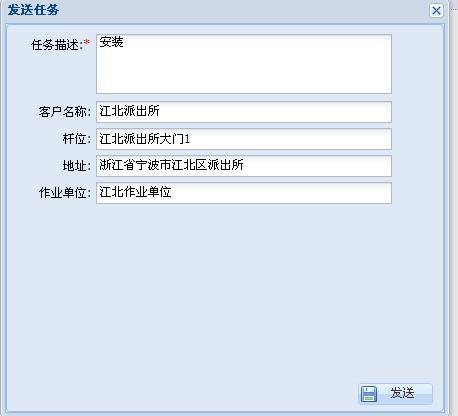 发送任务
任务描述:* 安装
客户名称: 江北派出所
杆位: 江北派出所大门1
地址: 浙江省宁波市江北区派出所
作业单位: 江北作业单位
发送